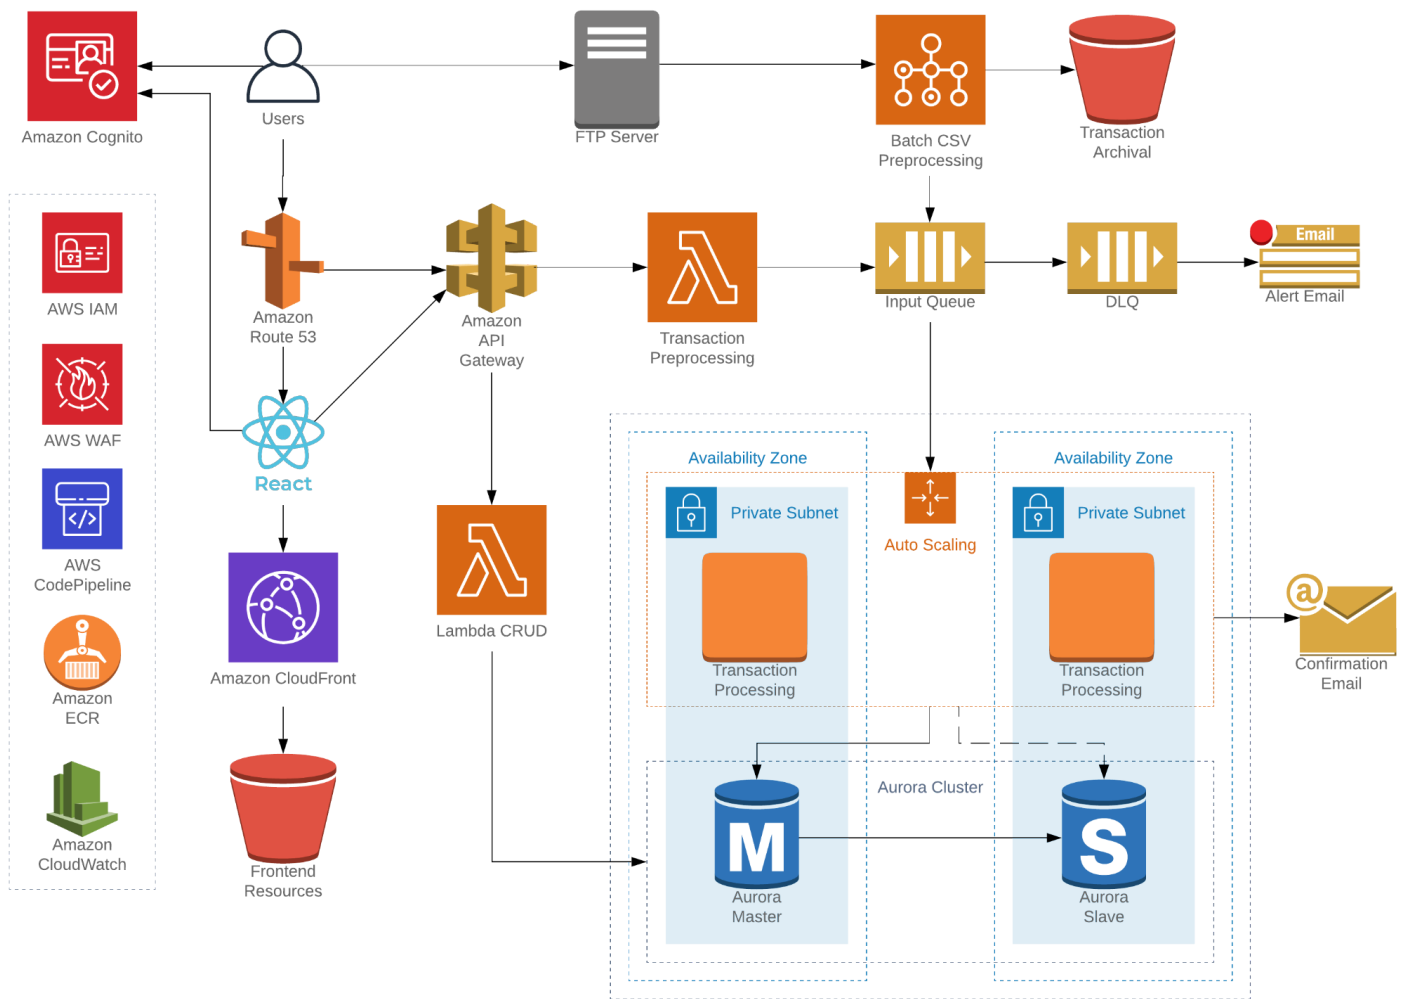 Amazon Cognito
Users
FTP Server
Batch CSV
Preprocessing
Transaction
Archival
AWS IAM
AWS WAF
AWS
CodePipeline
Amazon
ECR
Amazon
CloudWatch
Amazon
Route 53
React
Amazon CloudFront
Frontend
Resources
Amazon
API
Gateway
Lambda CRUD
Transaction
Preprocessing
Input Queue
DLQ
Email
Alert Email
Availability Zone
Private Subnet
Transaction
Processing
Auto Scaling
Availability Zone
Private Subnet
Transaction
Processing
@
Confirmation
Email
Aurora Cluster
M
Aurora
Master
S
Aurora
Slave